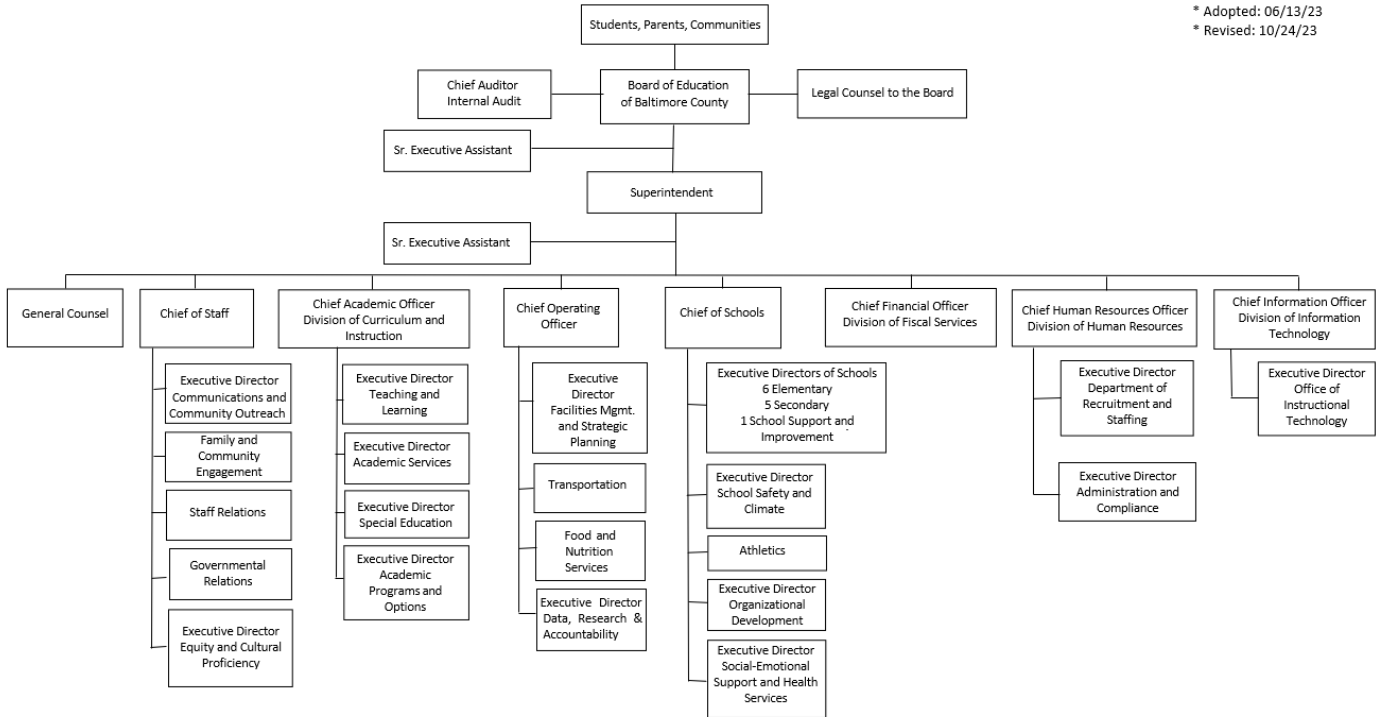 * Adopted: 06/13/23
* Revised: 10/24/23
Students, Parents, Communities
Chief Auditor
Internal Audit
Board of Education
of Baltimore County
Legal Counsel to the Board
Sr. Executive Assistant
Superintendent
Sr. Executive Assistant
General Counsel
Chief of Staff
Chief Academic Officer
Division of Curriculum and
Instruction
Chief Operating
Officer
Chief of Schools
Chief Financial Officer
Division of Fiscal Services
Chief Human Resources Officer
Division of Human Resources
Chief Information Officer
Division of Information
Technology
Executive Director
Communications and
Community Outreach
Family and
Community
Engagement
Staff Relations
Governmental
Relations
Executive Director
Equity and Cultural
Proficiency
Executive Director
Teaching and
Learning
Executive Director
Academic Services
Executive Director
Special Education
Executive Director
Academic
Programs and
Options
Executive
Director
Facilities Mgmt.
and Strategic
Planning
Transportation
Food and
Nutrition
Services
Executive Director
Data, Research &
Accountability
Executive Directors of Schools
6 Elementary
5 Secondary
1 School Support and
Improvement
Executive Director
School Safety and
Climate
Athletics
Executive Director
Organizational
Development
Executive Director
Social-Emotional
Support and Health
Services
Executive Director
Department of
Recruitment and
Staffing
Executive Director
Administration and
Compliance
Executive Director
Office of
Instructional
Technology